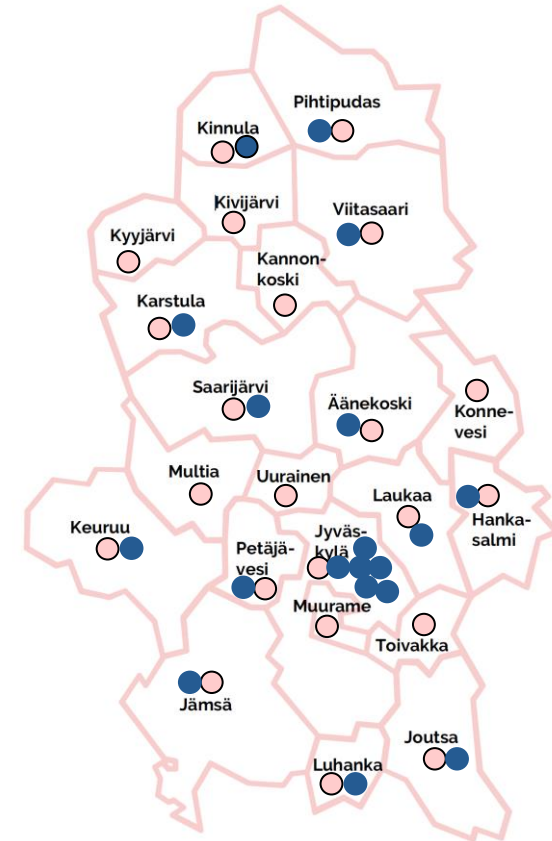 Pihtipudas
Kinnula
Kivijärvi
Viitasaari
Kyyjärvi
Kannon-
koski
Karstula
Saarijärvi
Äänekoski
Konne-
vesi
Multia
Uurainen
Laukaa
Hanka-
salmi
Keuruu
Petäjä-
vesi
Jyväs-
kylä
Muurame
Toivakka
Jämsä
Joutsa
Luhanka